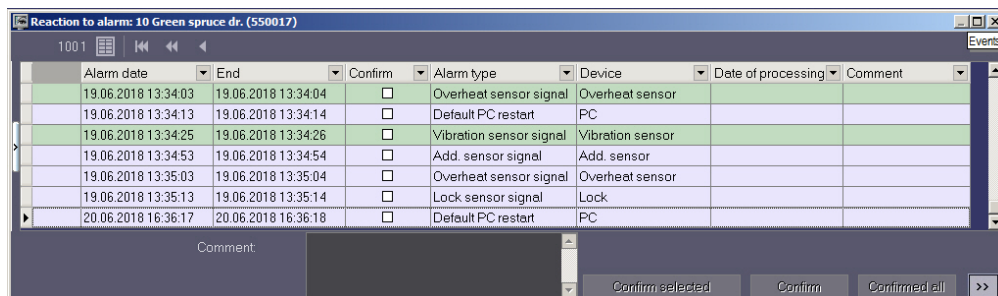 Reaction to alarm: 10 Green spruce dr. (550017)
1001
Events
Alarm date End Confirm Alarm type Device Date of processing Comment
19.06.2018 13:34:03 19.06.2018 13:34:04 Overheat sensor signal Overheat sensor
19.06.2018 13:34:13 19.06.2018 13:34:14 Default PC restart PC
19.06.2018 13:34:25 19.06.2018 13:34:26 Vibration sensor signal Vibration sensor
19.06.2018 13:34:53 19.06.2018 13:34:54 Add. sensor signal Add. sensor
19.06.2018 13:35:03 19.06.2018 13:35:04 Overheat sensor signal Overheat sensor
19.06.2018 13:35:13 19.06.2018 13:35:14 Lock sensor signal Lock
20.06.2018 16:36:17 20.06.2018 16:36:18 Default PC restart PC
Comment:
Confirm selected Confirm Confirmed all >>